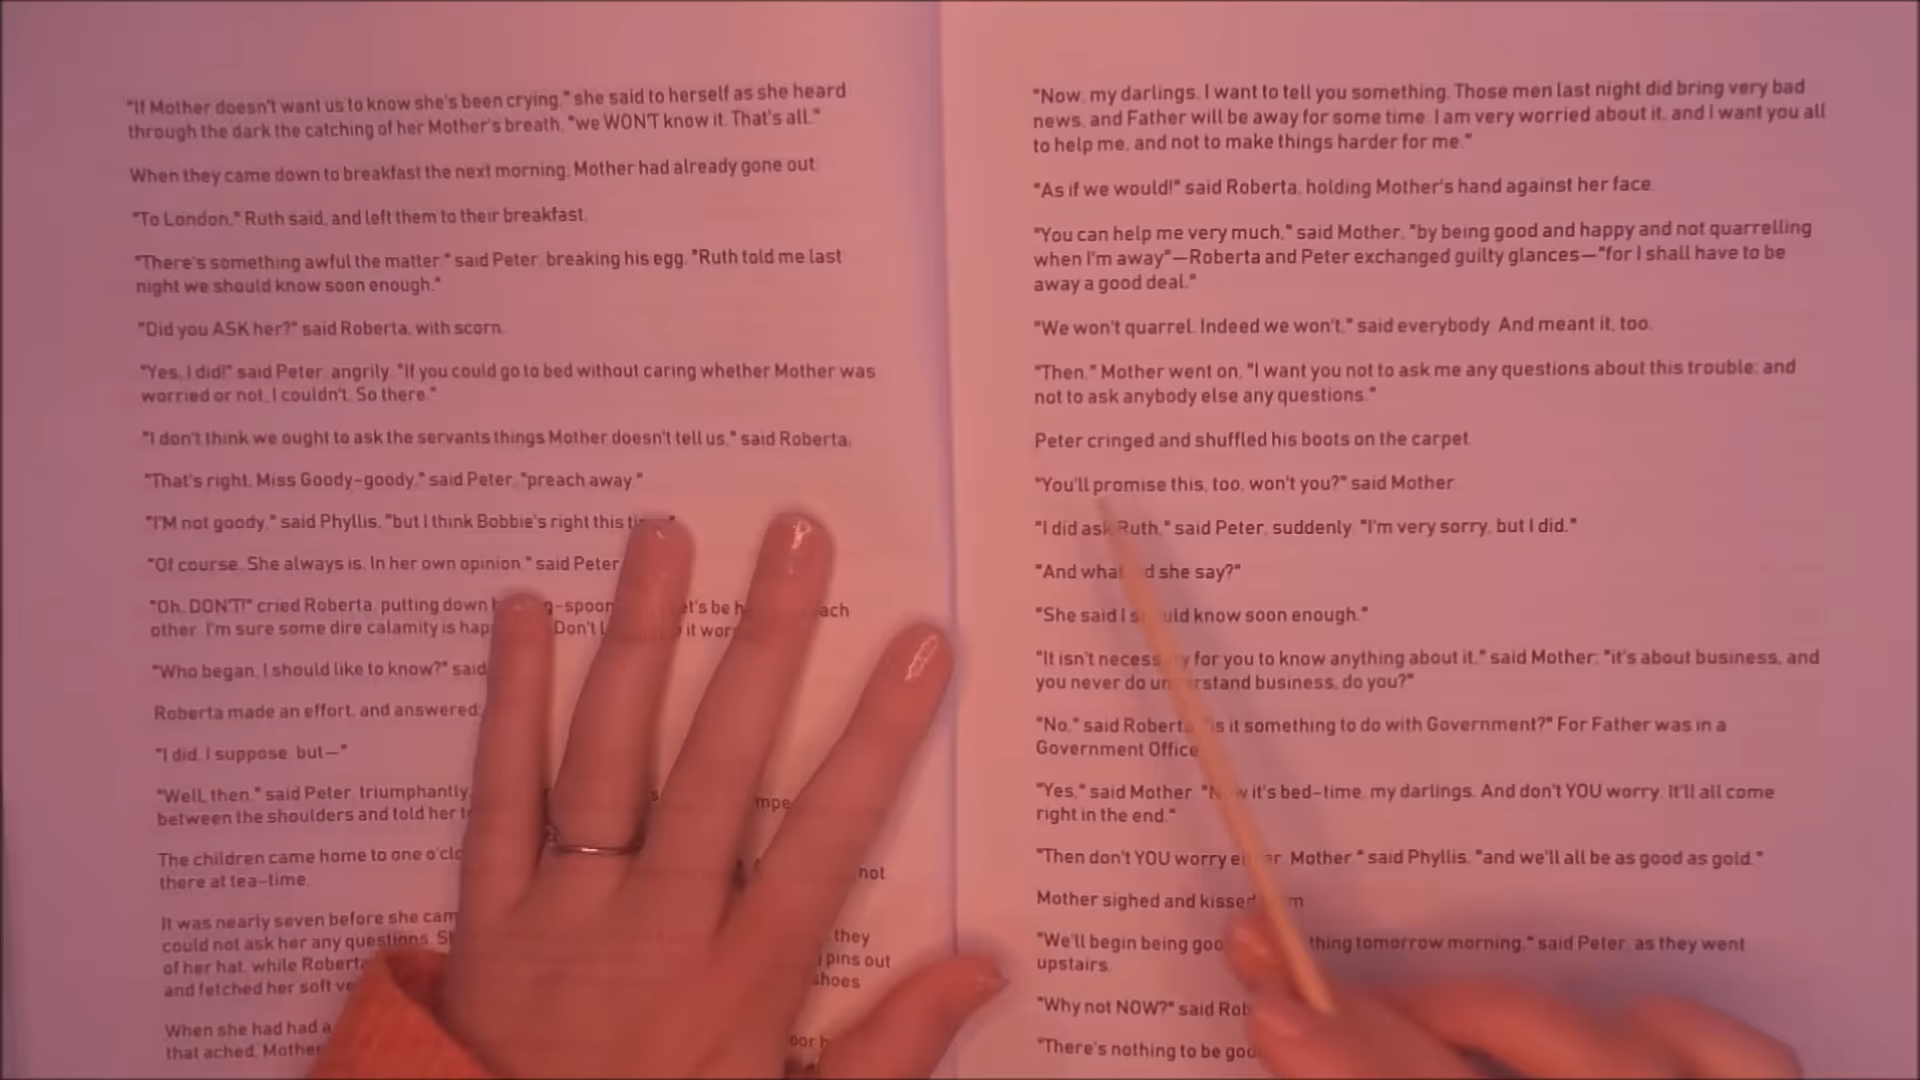 "If Mother doesn't want us to know she's been crying," she said to herself as she heard
through the dark the catching of her Mother's breath, "we WON'T know it. That's all."
When they came down to breakfast the next morning, Mother had already gone out.
"To London," Ruth said, and left them to their breakfast.
"There's something awful the matter," said Peter, breaking his egg. "Ruth told me last
night we should know soon enough."
"Did you ASK her?" said Roberta, with scorn.
"Yes, I did!" said Peter, angrily. "If you could go to bed without caring whether Mother was
worried or not, I couldn't. So there."
"I don't think we ought to ask the servants things Mother doesn't tell us," said Roberta.
"That's right, Miss Goody-goody," said Peter, "preach away."
"I'M not goody," said Phyllis, "but I think Bobbie's right this
"Of course. She always is. In her own opinion," said Peter
"Oh, DON'T!" cried Roberta, putting down -spoon let's be each
other. I'm sure some dire calamity is Don't it
"Who began, I should like to know?" said
Roberta made an effort, and answered:
"I did, I suppose, but—"
"Well, then," said Peter, triumphantly.
between the shoulders and told her
The children came home to one
not
there at tea-time.
It was nearly seven before she
could not ask her any questions. they
of her hat, while pins out
and fetched her soft shoes
When she had had a
that ached, Mother
"Now, my darlings, I want to tell you something. Those men last night did bring very bad
news, and Father will be away for some time. I am very worried about it, and I want you all
to help me, and not to make things harder for me."
"As if we would!" said Roberta, holding Mother's hand against her face.
"You can help me very much," said Mother, "by being good and happy and not quarrelling
when I'm away"—Roberta and Peter exchanged guilty glances—"for I shall have to be
away a good deal."
"We won't quarrel. Indeed we won't," said everybody. And meant it, too.
"Then," Mother went on, "I want you not to ask me any questions about this trouble; and
not to ask anybody else any questions."
Peter cringed and shuffled his boots on the carpet.
"You'll promise this, too, won't you?" said Mother.
"I did ask Ruth," said Peter, suddenly. "I'm very sorry, but I did."
"And what did she say?"
"She said I should know soon enough."
"It isn't necessary for you to know anything about it," said Mother; "it's about business, and
you never do understand business, do you?"
"No," said Roberta; "is it something to do with Government?" For Father was in a
Government Office.
"Yes," said Mother. "Now it's bed-time, my darlings. And don't YOU worry. It'll all come
right in the end."
"Then don't YOU worry either, Mother," said Phyllis, "and we'll all be as good as gold."
Mother sighed and kissed them.
"We'll begin being good thing tomorrow morning," said Peter, as they went
upstairs.
"Why not NOW?" said
"There's nothing to be